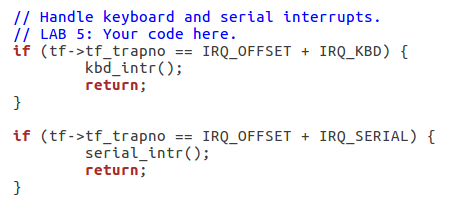 // Handle keyboard and serial interrupts.
// LAB 5: Your code here.
if (tf->tf_trapno == IRQ_OFFSET + IRQ_KBD) {
        kbd_intr();
        return;
}

if (tf->tf_trapno == IRQ_OFFSET + IRQ_SERIAL) {
        serial_intr();
        return;
}